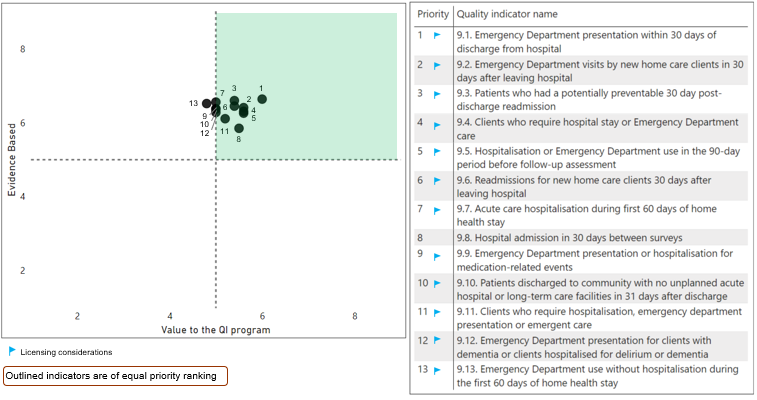 8
6
4
2
2
4
6
8
Evidence Based
Value to the QI program
13
7
3
1
2
6
4
5
9
10
12
11
8
Licensing considerations
Outlined indicators are of equal priority ranking
Priority Quality indicator name
1 9.1. Emergency Department presentation within 30 days of
discharge from hospital
2 9.2. Emergency Department visits by new home care clients in 30
days after leaving hospital
3 9.3. Patients who had a potentially preventable 30 day post-
discharge readmission
4 9.4. Clients who require hospital stay or Emergency Department
care
5 9.5. Hospitalisation or Emergency Department use in the 90-day
period before follow-up assessment
6 9.6. Readmissions for new home care clients 30 days after
leaving hospital
7 9.7. Acute care hospitalisation during first 60 days of home
health stay
8 9.8. Hospital admission in 30 days between surveys
9 9.9. Emergency Department presentation or hospitalisation for
medication-related events
10 9.10. Patients discharged to community with no unplanned acute
hospital or long-term care facilities in 31 days after discharge
11 9.11. Clients who require hospitalisation, emergency department
presentation or emergent care
12 9.12. Emergency Department presentation for clients with
dementia or clients hospitalised for delirium or dementia
13 9.13. Emergency Department use without hospitalisation during
the first 60 days of home health stay